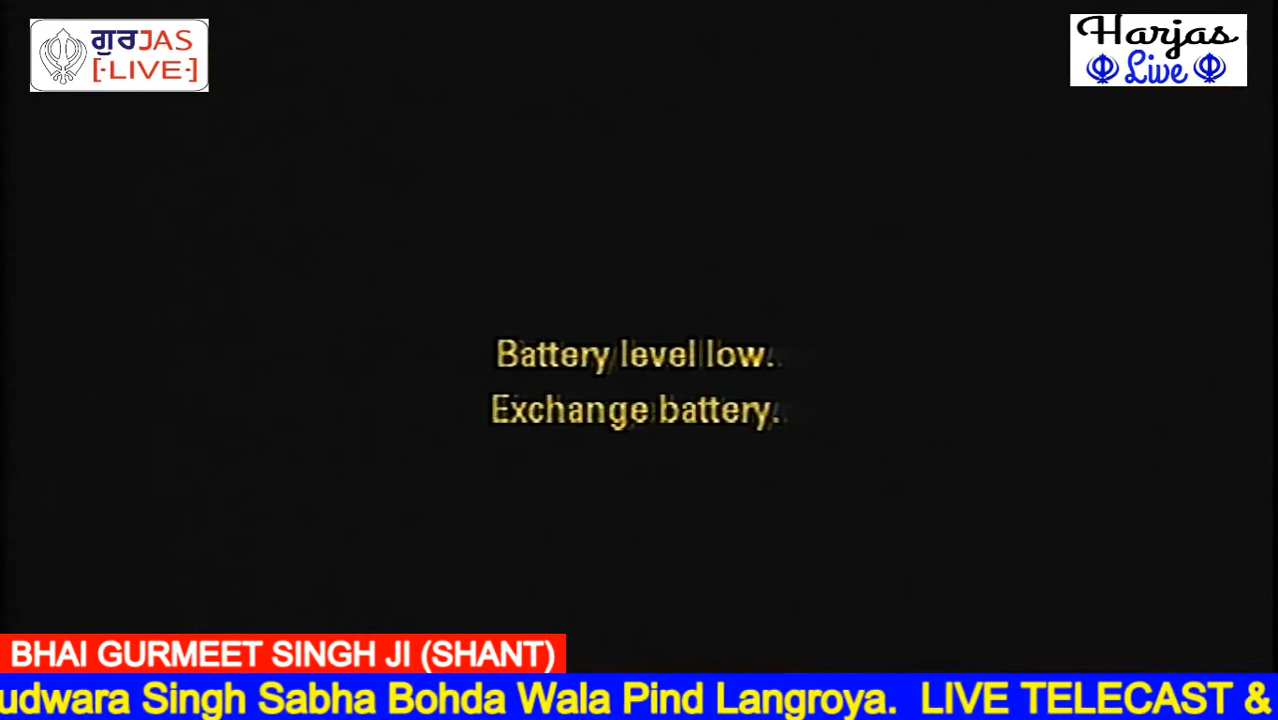 ਗੁਰJAS
[-LIVE-]
Harjas
Live
Battery level low.
Exchange battery.
BHAI GURMEET SINGH JI (SHANT)
udwara Singh Sabha Bohda Wala Pind Langroya. LIVE TELECAST &